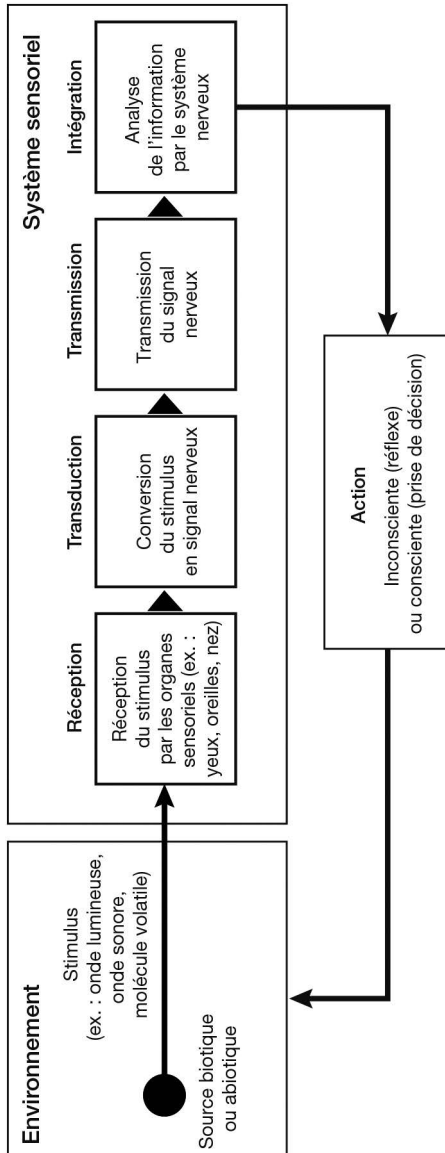 Environnement
Stimulus
(ex. : onde lumineuse,
onde sonore,
molécule volatile)
Source biotique
ou abiotique
Système sensoriel
Réception
Réception
du stimulus
par les organes
sensoriels (ex. :
yeux, oreilles, nez)
Transduction
Conversion
du stimulus
en signal nerveux
Transmission
Transmission
du signal
nerveux
Intégration
Analyse
de l'information
par le système
nerveux
Action
Inconsciente (réflexe)
ou consciente (prise de décision)